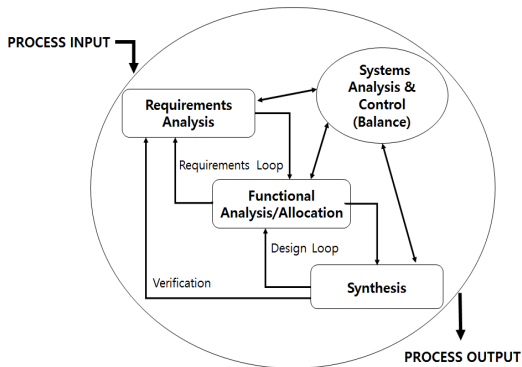 PROCESS INPUT
Systems
Analysis &
Control
(Balance)
Requirements
Analysis
Requirements Loop
Functional
Analysis/Allocation
Design Loop
Verification
Synthesis
PROCESS OUTPUT